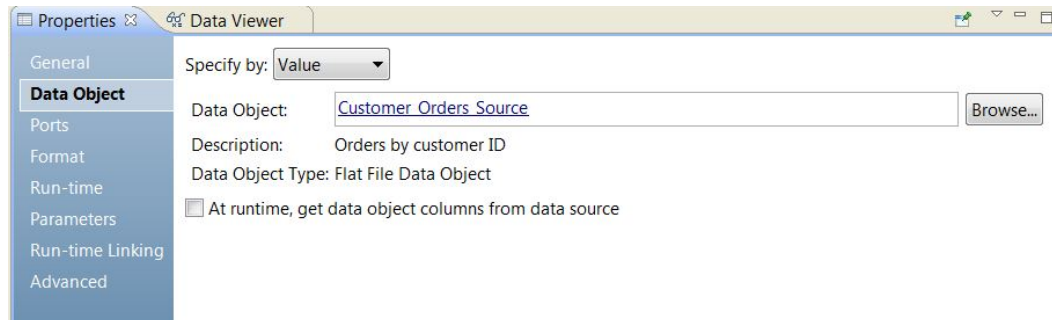 Properties Data Viewer
General
Data Object
Ports
Format
Run-time
Parameters
Run-time Linking
Advanced
Specify by: Value
Data Object: Customer_Orders_Source Browse...
Description: Orders by customer ID
Data Object Type: Flat File Data Object
At runtime, get data object columns from data source